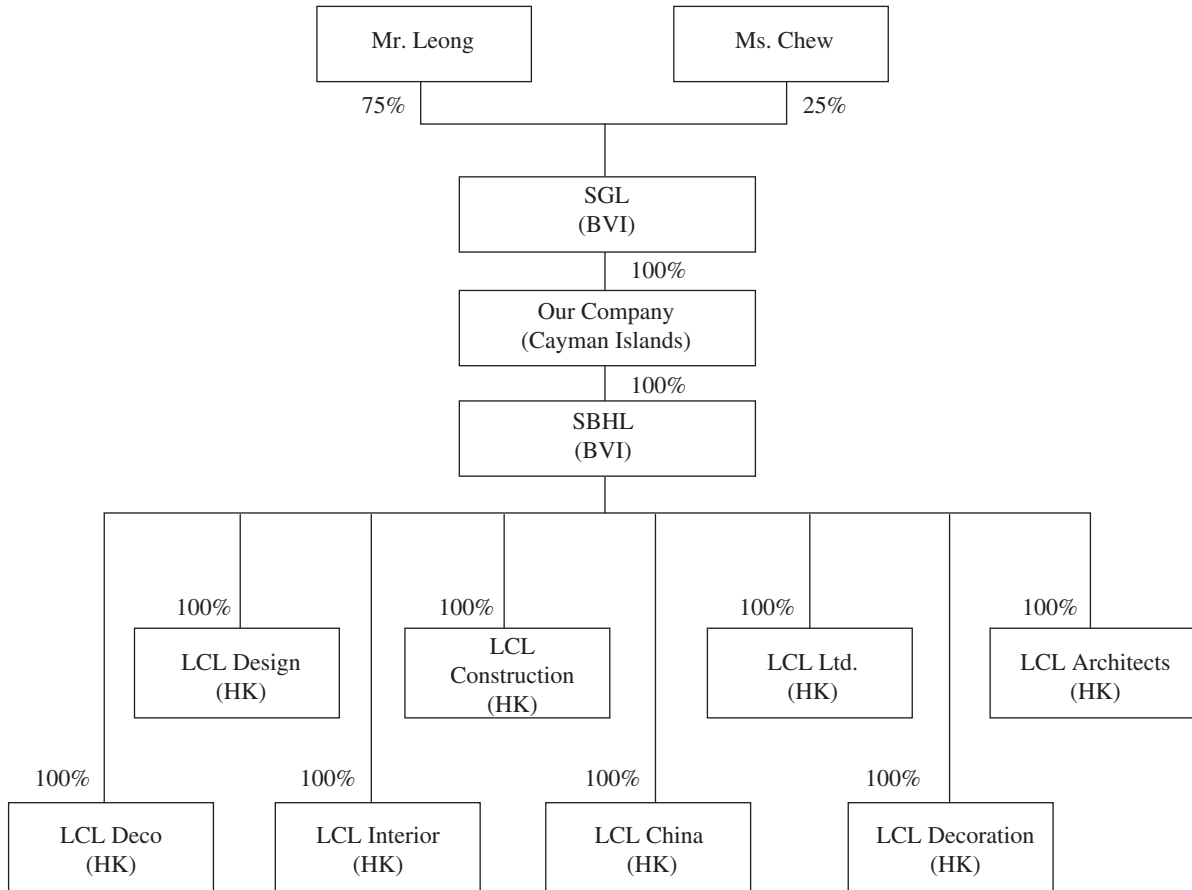 Mr. Leong
Ms. Chew
75%
25%
SGL
(BVI)
100%
Our Company
(Cayman Islands)
100%
SBHL
(BVI)
100%
100%
100%
100%
LCL Design
(HK)
LCL
Construction
(HK)
LCL Ltd.
(HK)
LCL Architects
(HK)
100%
100%
100%
100%
LCL Deco
(HK)
LCL Interior
(HK)
LCL China
(HK)
LCL Decoration
(HK)